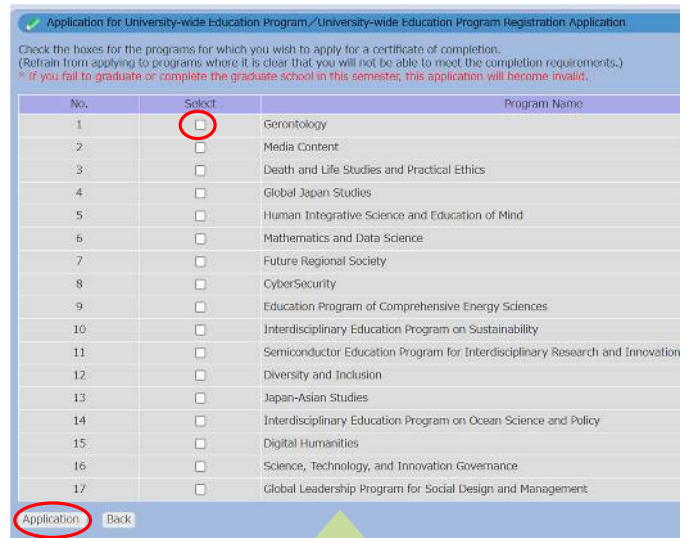 Application for University-wide Education Program／University-wide Education Program Registration Application
Check the boxes for the programs for which you wish to apply for a certificate of completion.
(Refrain from applying to programs where it is clear that you will not be able to meet the completion requirements.)
* If you fail to graduate or complete the graduate school in this semester, this application will become invalid.
No. Select Program Name
1 Gerontology
2 Media Content
3 Death and Life Studies and Practical Ethics
4 Global Japan Studies
5 Human Integrative Science and Education of Mind
6 Mathematics and Data Science
7 Future Regional Society
8 CyberSecurity
9 Education Program of Comprehensive Energy Sciences
10 Interdisciplinary Education Program on Sustainability
11 Semiconductor Education Program for Interdisciplinary Research and Innovation
12 Diversity and Inclusion
13 Japan-Asian Studies
14 Interdisciplinary Education Program on Ocean Science and Policy
15 Digital Humanities
16 Science, Technology, and Innovation Governance
17 Global Leadership Program for Social Design and Management
Application Back